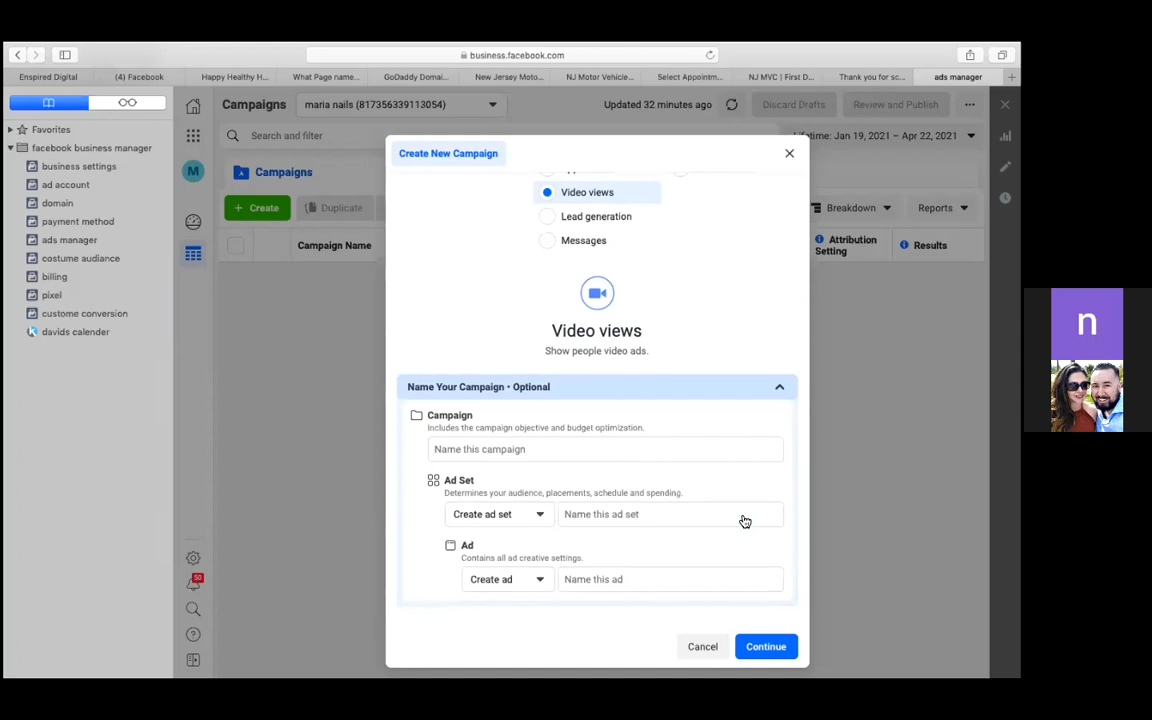 business.facebook.com
Enspired Digital
(4) Facebook
Happy Healthy H...
What Page name...
GoDaddy Domai...
New Jersey Moto...
NJ Motor Vehicle...
Select Appointm...
NJ MVC | First D...
Thank you for sc...
ads manager
Favorites
facebook business manager
business settings
ad account
domain
payment method
ads manager
costume audiance
billing
pixel
custome conversion
davids calender
Campaigns
maria nails (817356339113054)
Updated 32 minutes ago
Discard Drafts
Review and Publish
Search and filter
Lifetime: Jan 19, 2021 – Apr 22, 2021
M
Campaigns
+ Create
Duplicate
Breakdown
Reports
Campaign Name
Attribution
Setting
Results
50
Create New Campaign
Video views
Lead generation
Messages
Video views
Show people video ads.
Name Your Campaign • Optional
Campaign
Includes the campaign objective and budget optimization.
Name this campaign
Ad Set
Determines your audience, placements, schedule and spending.
Create ad set
Name this ad set
Ad
Contains all ad creative settings.
Create ad
Name this ad
Cancel
Continue
n